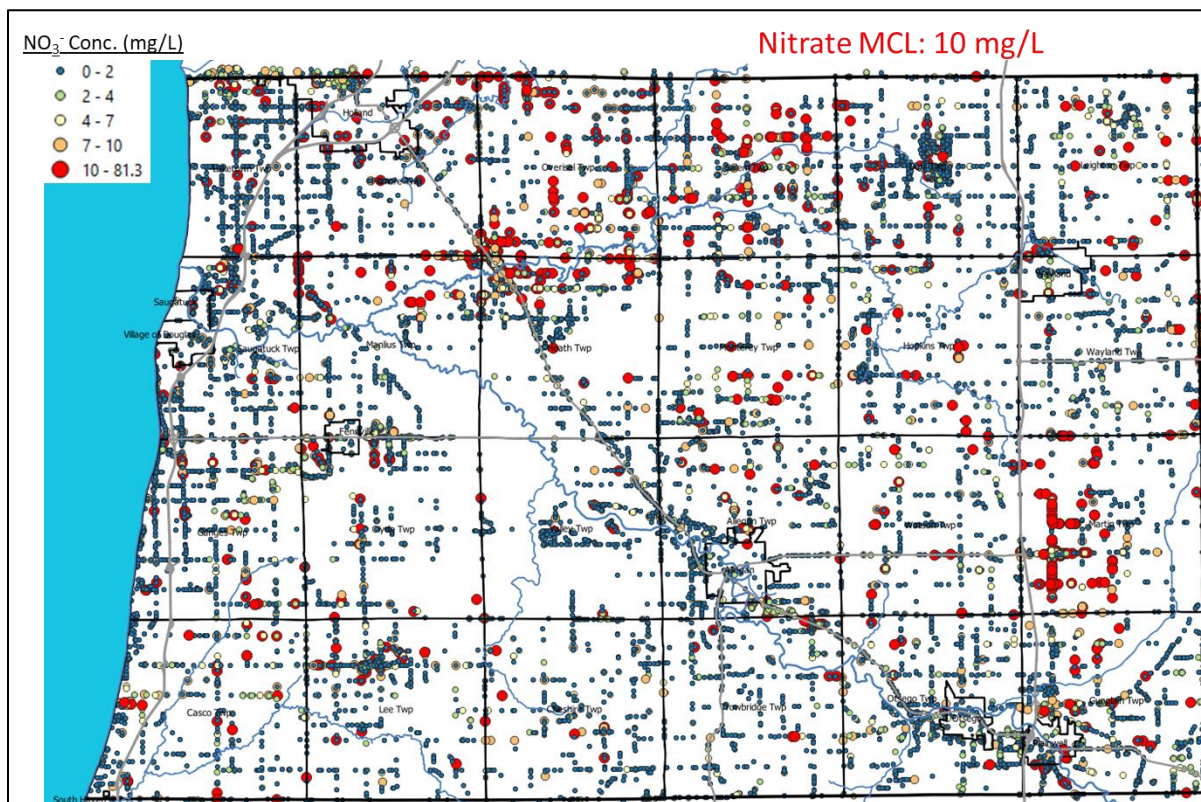 NO3- Conc. (mg/L)
0 - 2
2 - 4
4 - 7
7 - 10
10 - 81.3
Nitrate MCL: 10 mg/L
Holland
Overisel Twp
Leighton Twp
Wayland
Saugatuck
Village of Douglas
Saugatuck Twp
Manlius Twp
Heath Twp
Monterey Twp
Hopkins Twp
Wayland Twp
Fennville
Ganges Twp
Clyde Twp
Valley Twp
Allegan Twp
Watson Twp
Martin Twp
Allegan
Casco Twp
Lee Twp
Cheshire Twp
Trowbridge Twp
Otsego Twp
Otsego
Gunplain Twp
Plainwell